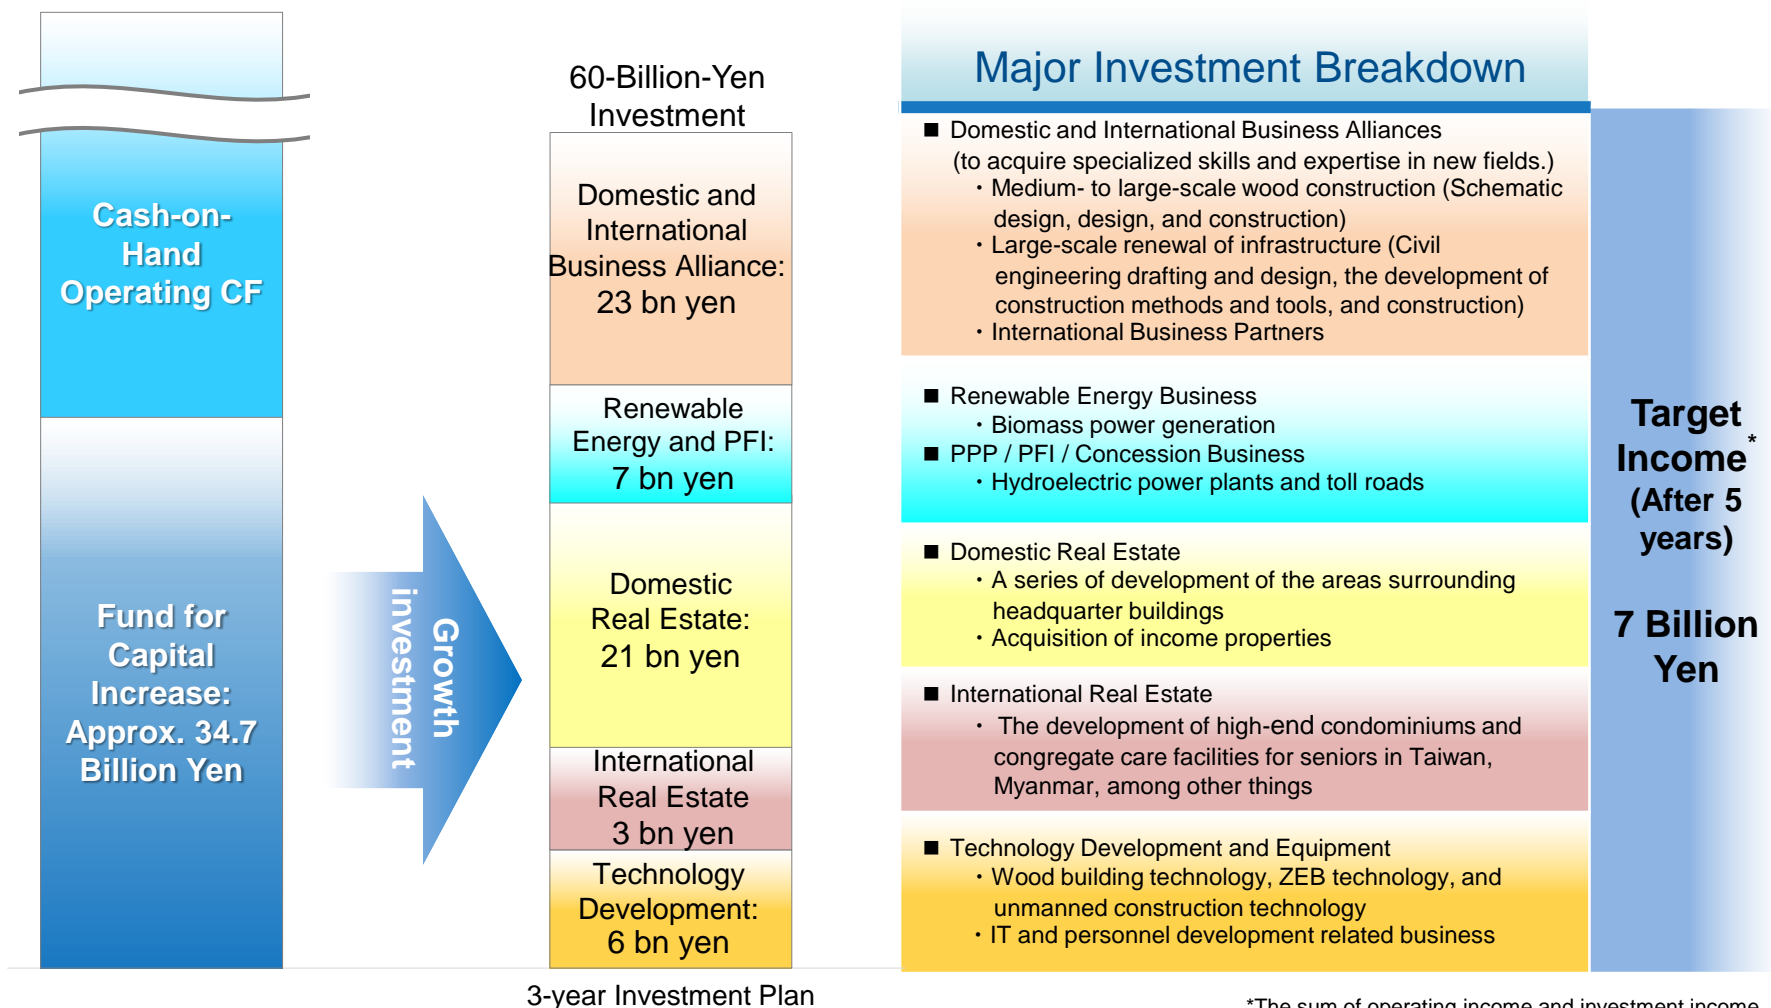 Cash-on-
Hand
Operating CF
Fund for
Capital
Increase:
Approx. 34.7
Billion Yen
Growth
investment
60-Billion-Yen
Investment
Domestic and
International
Business Alliance:
23 bn yen
Renewable
Energy and PFI:
7 bn yen
Domestic
Real Estate:
21 bn yen
International
Real Estate
3 bn yen
Technology
Development:
6 bn yen
3-year Investment Plan
Major Investment Breakdown
■ Domestic and International Business Alliances
(to acquire specialized skills and expertise in new fields.)
・Medium- to large-scale wood construction (Schematic
design, design, and construction)
・Large-scale renewal of infrastructure (Civil
engineering drafting and design, the development of
construction methods and tools, and construction)
・International Business Partners
■ Renewable Energy Business
・Biomass power generation
■ PPP / PFI / Concession Business
・Hydroelectric power plants and toll roads
■ Domestic Real Estate
・A series of development of the areas surrounding
headquarter buildings
・Acquisition of income properties
■ International Real Estate
・ The development of high-end condominiums and
congregate care facilities for seniors in Taiwan,
Myanmar, among other things
■ Technology Development and Equipment
・Wood building technology, ZEB technology, and
unmanned construction technology
・IT and personnel development related business
Target
Income*
(After 5
years)
7 Billion
Yen
*The sum of operating income and investment income